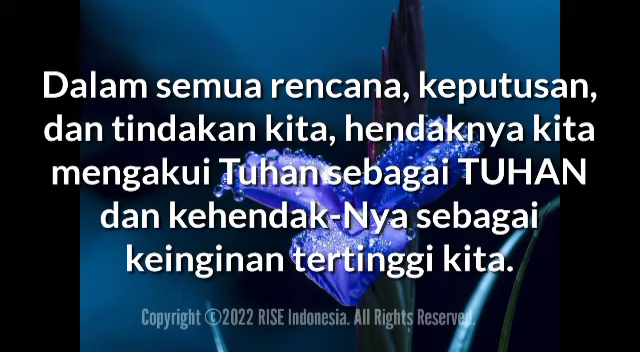 Dalam semua rencana, keputusan,
dan tindakan kita, hendaknya kita
mengakui Tuhan sebagai TUHAN
dan kehendak-Nya sebagai
keinginan tertinggi kita.
Copyright ©2022 RISE Indonesia. All Rights Reserved.